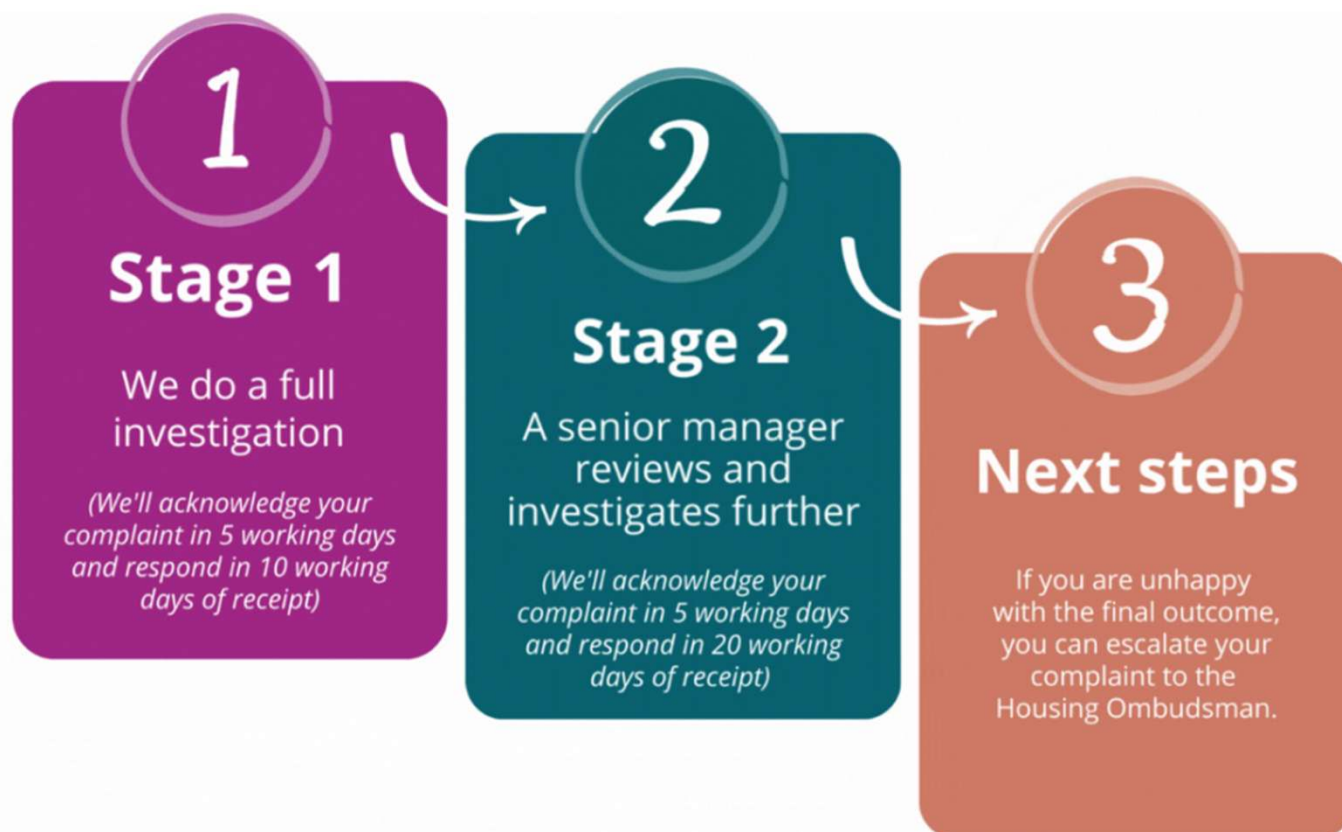 1
Stage 1
We do a full
investigation
(We'll acknowledge your
complaint in 5 working days
and respond in 10 working
days of receipt)
2
Stage 2
A senior manager
reviews and
investigates further
(We'll acknowledge your
complaint in 5 working days
and respond in 20 working
days of receipt)
3
Next steps
If you are unhappy
with the final outcome,
you can escalate your
complaint to the
Housing Ombudsman.